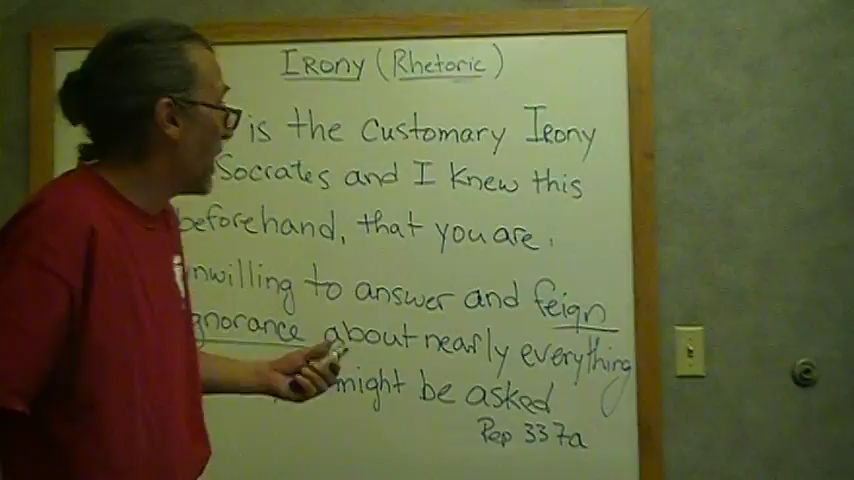 Irony (Rhetoric)
is the customary Irony
Socrates and I knew this
beforehand, that you are.
nwilling to answer and feign
gnorance about nearly everything
might be asked
Rep 337a